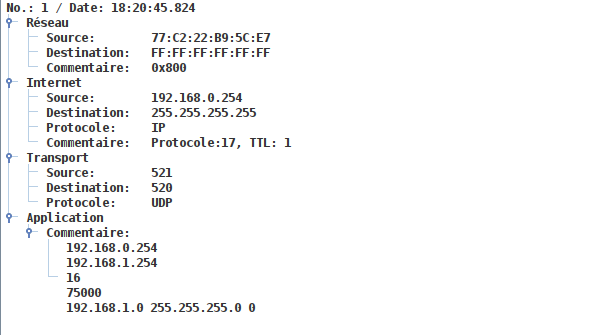 No.: 1 / Date: 18:20:45.824
Réseau
Source: 77:C2:22:B9:5C:E7
Destination: FF:FF:FF:FF:FF:FF
Commentaire: 0x800
Internet
Source: 192.168.0.254
Destination: 255.255.255.255
Protocole: IP
Commentaire: Protocole:17, TTL: 1
Transport
Source: 521
Destination: 520
Protocole: UDP
Application
Commentaire:
192.168.0.254
192.168.1.254
16
75000
192.168.1.0 255.255.255.0 0